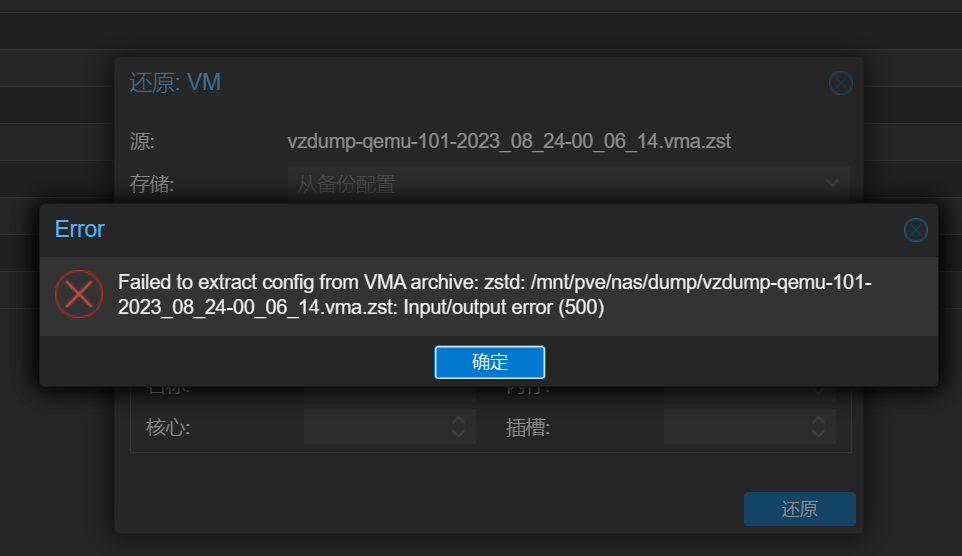 还原: VM
源:
vzdump-qemu-101-2023_08_24-00_06_14.vma.zst
存储:
从备份配置
Error
Failed to extract config from VMA archive: zstd: /mnt/pve/nas/dump/vzdump-qemu-101-
2023_08_24-00_06_14.vma.zst: Input/output error (500)
确定
核心:
插槽:
还原